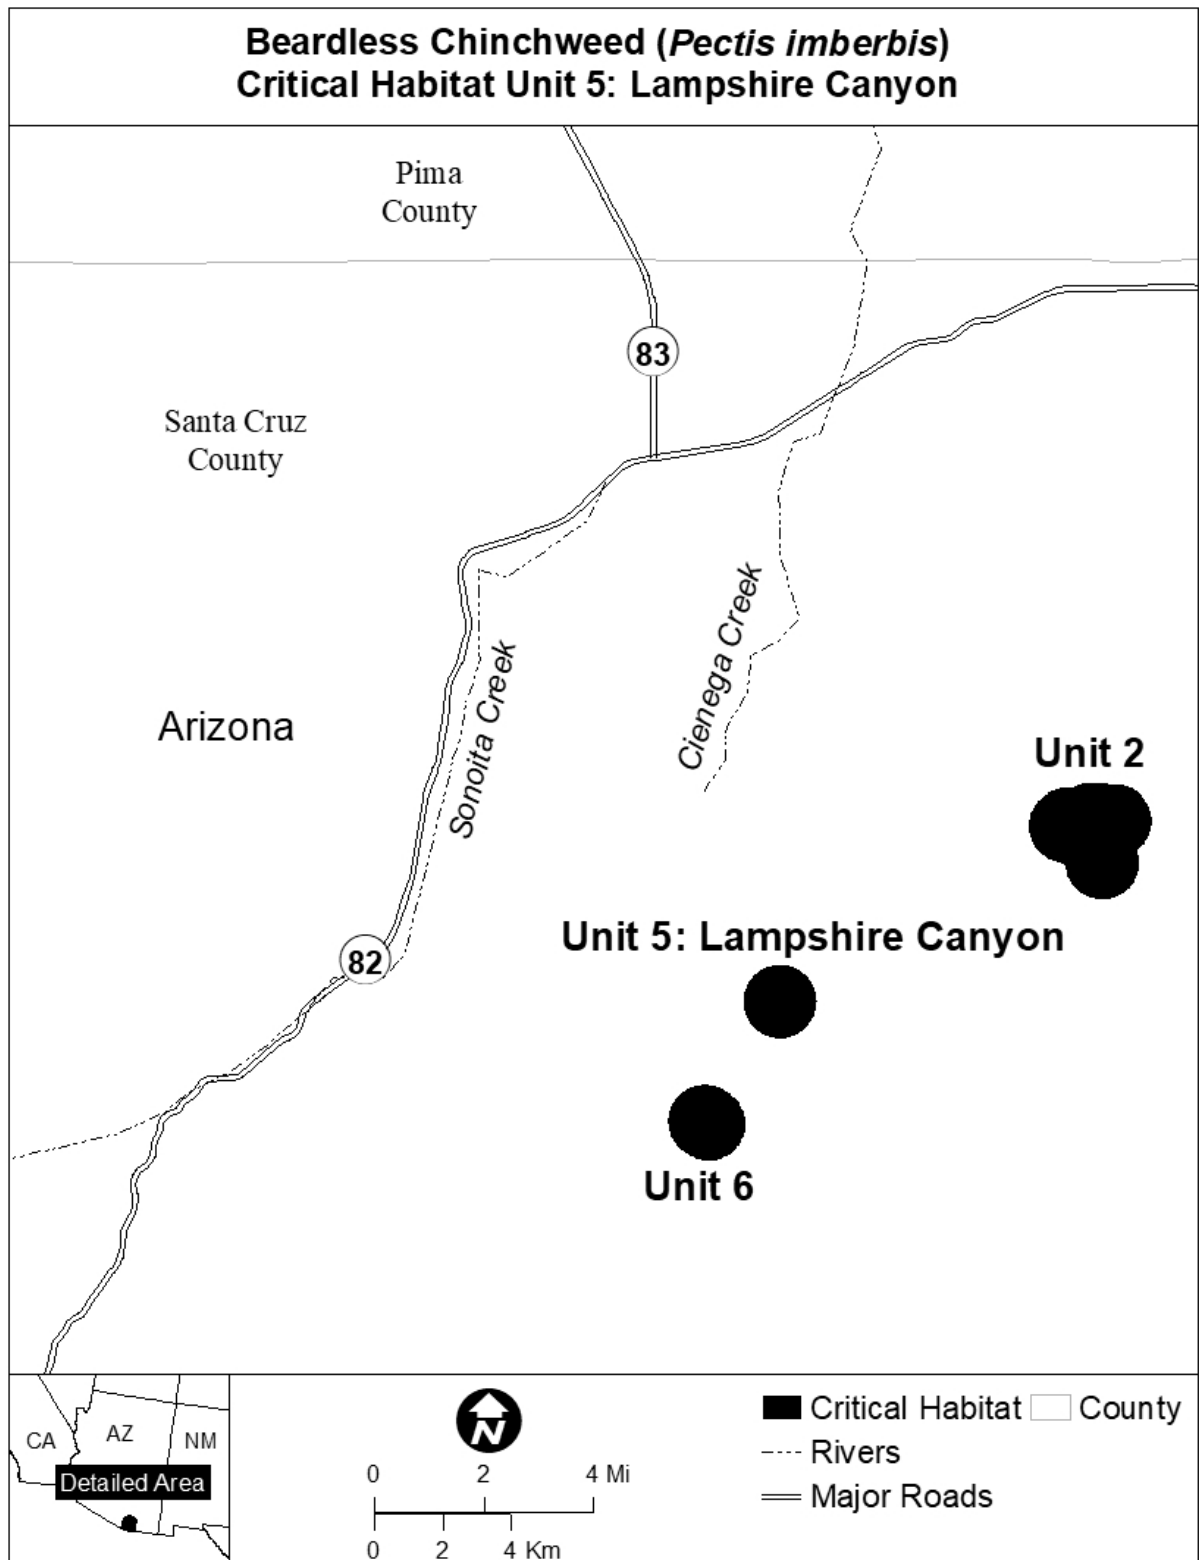 Beardless Chinchweed (Pectis imberbis)
Critical Habitat Unit 5: Lampshire Canyon
Pima
County
83
Santa Cruz
County
Arizona
Sonoita Creek
Cienega Creek
Unit 2
Unit 5: Lampshire Canyon
82
Unit 6
CA
AZ
NM
Detailed Area
N
0 2 4 Mi
0 2 4 Km
Critical Habitat County
Rivers
Major Roads